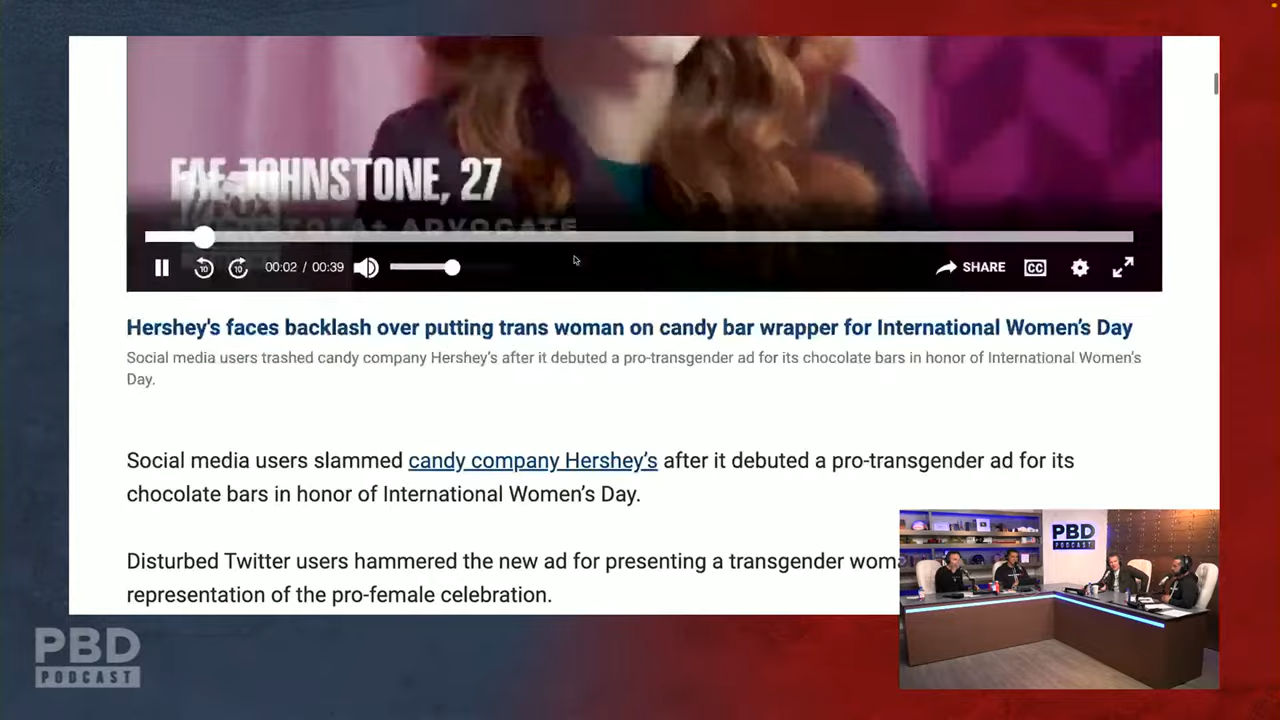 FAE JOHNSTONE, 27
ADVOCATE
10
10
00:02 / 00:39
SHARE
CC
Hershey's faces backlash over putting trans woman on candy bar wrapper for International Women's Day
Social media users trashed candy company Hershey's after it debuted a pro-transgender ad for its chocolate bars in honor of International Women's
Day.
Social media users slammed candy company Hershey's after it debuted a pro-transgender ad for its
chocolate bars in honor of International Women's Day.
Disturbed Twitter users hammered the new ad for presenting a transgender
representation of the pro-female celebration.
PBD
PODCAST
PBD
PODCAST